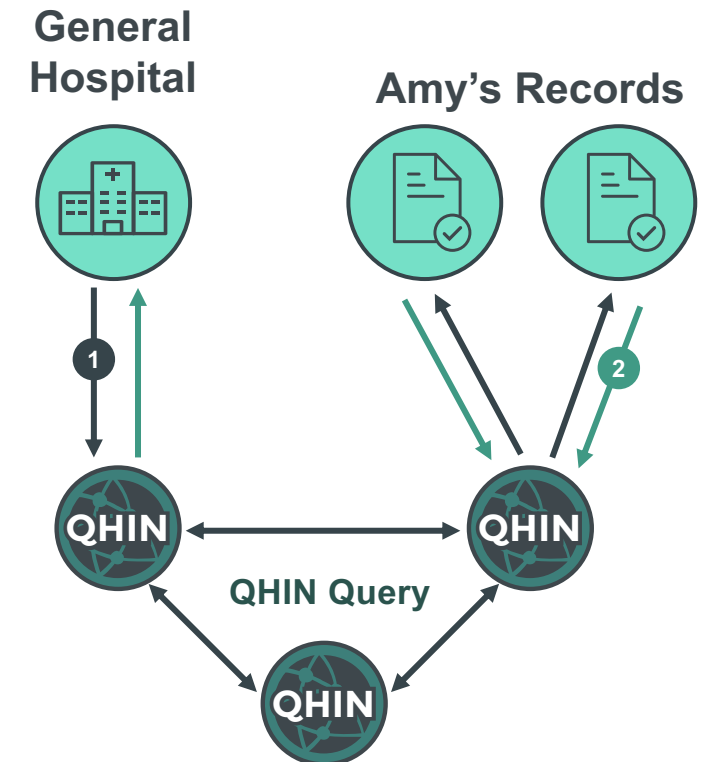 General
Hospital
Amy's Records
1
2
QHIN
QHIN
QHIN Query
QHIN